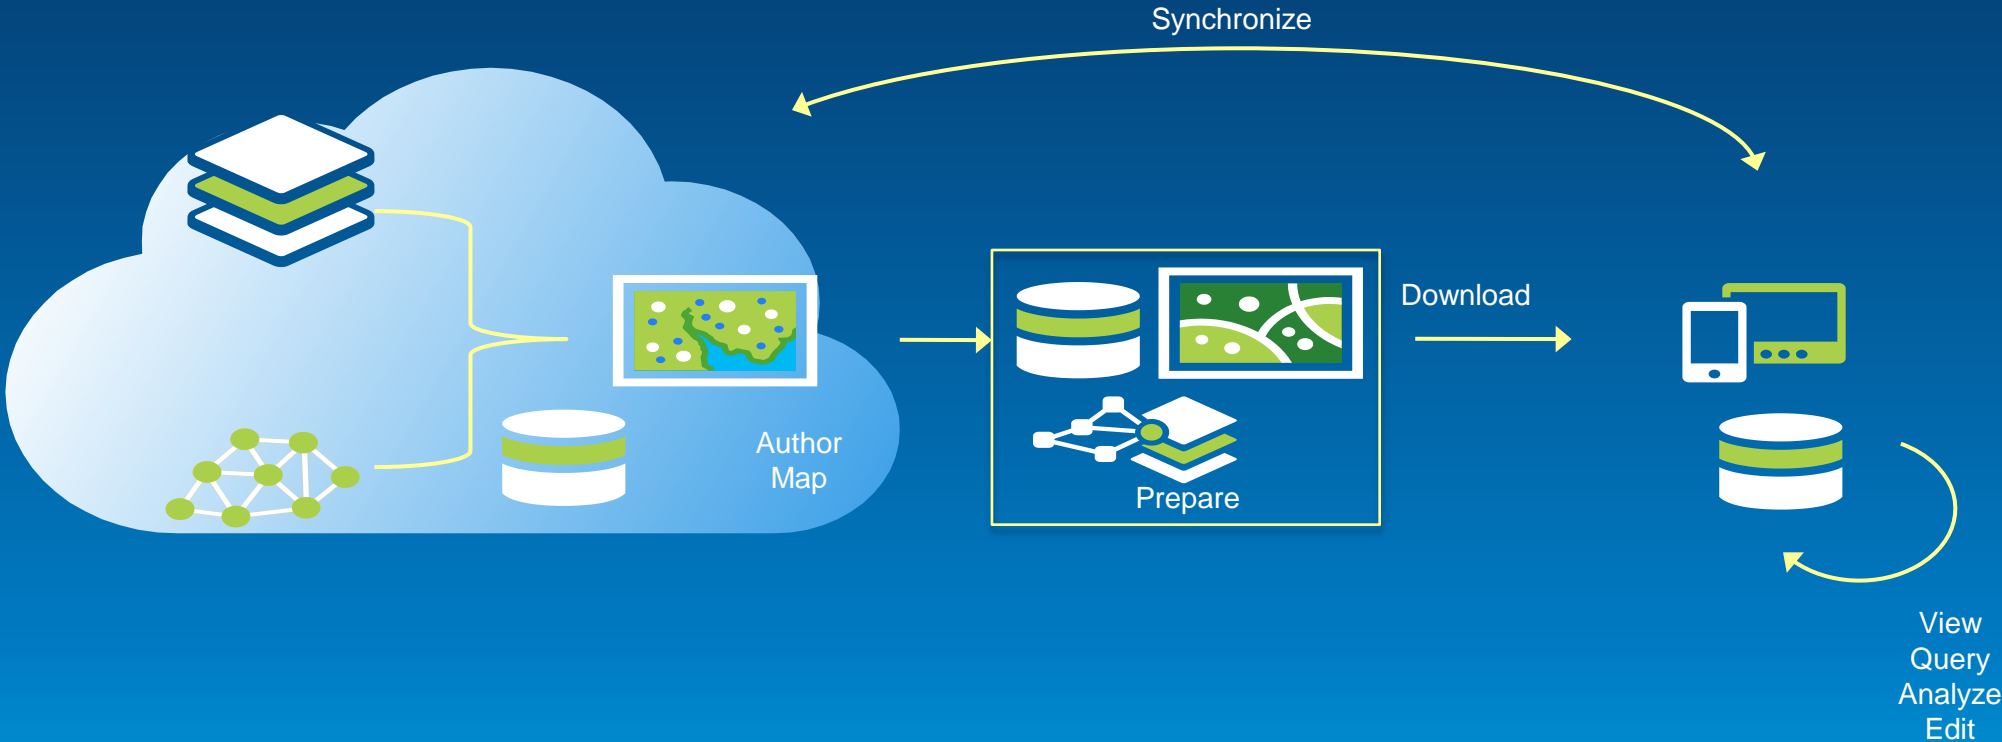 Synchronize
Author
Map
Prepare
Download
View
Query
Analyze
Edit